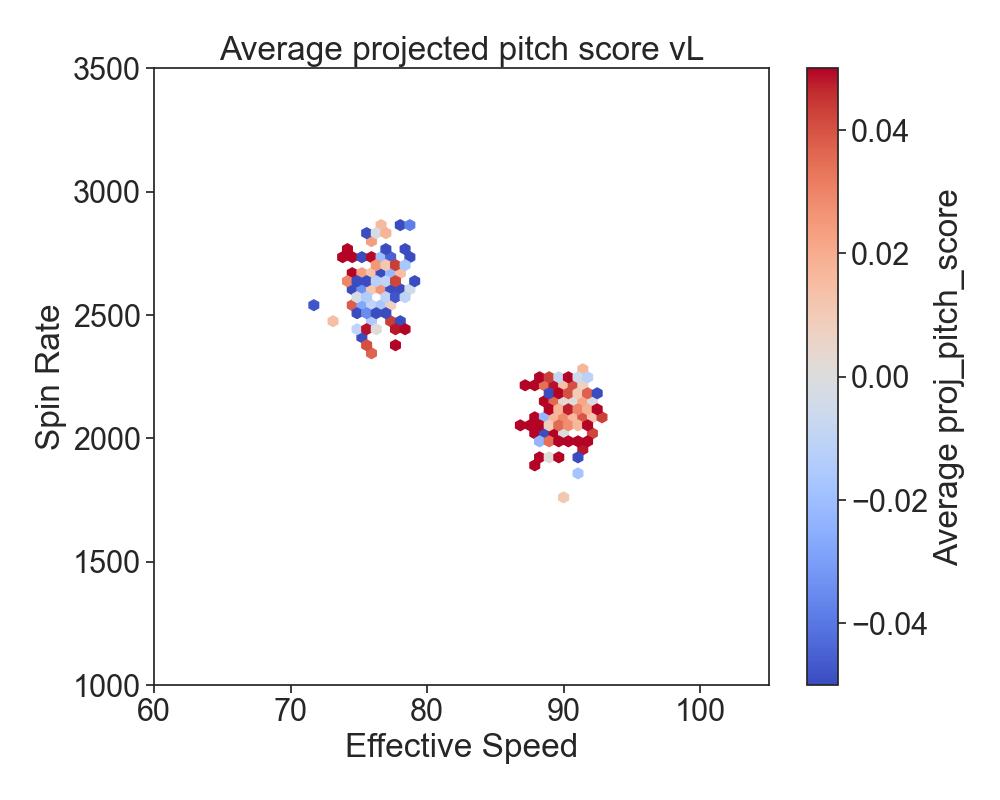 Average projected pitch score vL
3500
3000
2500
2000
1500
1000
Spin Rate
60 70 80 90 100
Effective Speed
0.04
0.02
0.00
−0.02
−0.04
Average proj_pitch_score